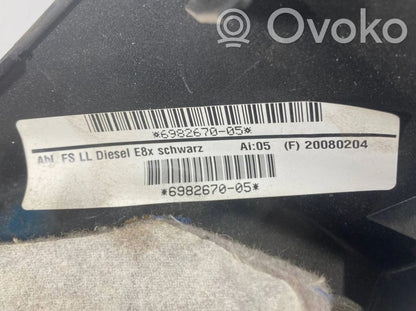 Ovoko
*6982670-05*
Abl. FS LL Diesel E8x schwarz Ai:05 (F) 20080204
*6982670-05*